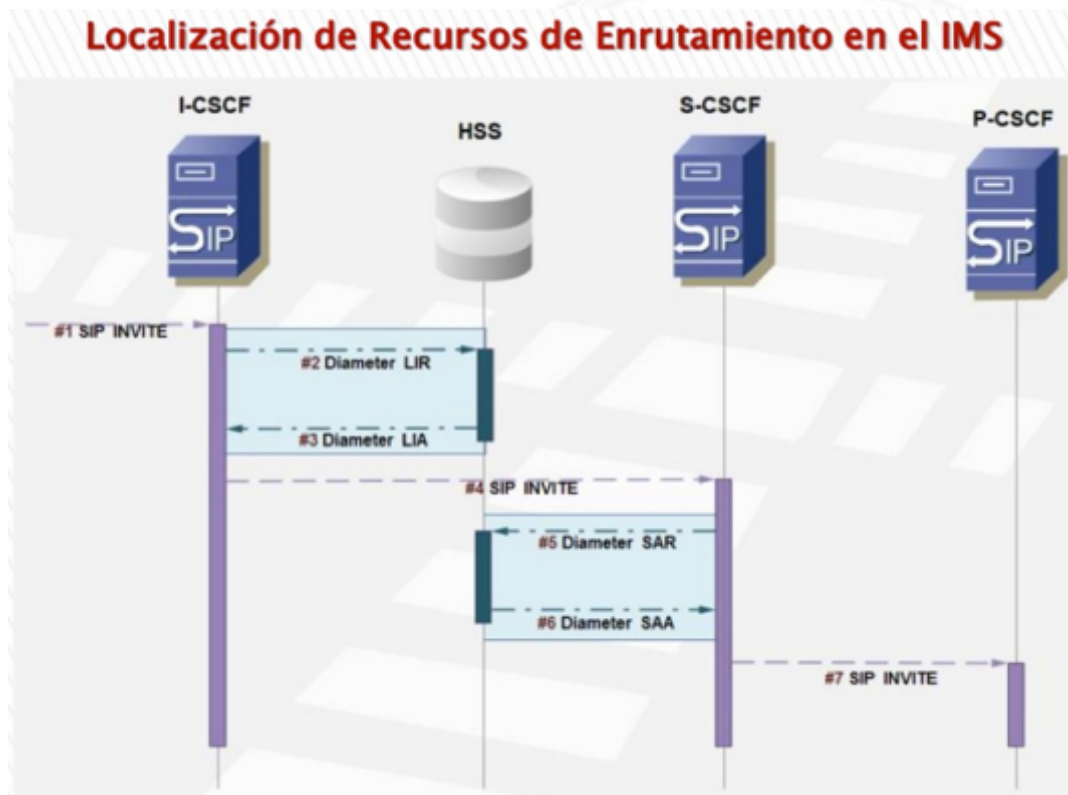 Localización de Recursos de Enrutamiento en el IMS
I-CSCF
HSS
S-CSCF
P-CSCF
SIP
SIP
SIP
#1 SIP INVITE
#2 Diameter LIR
#3 Diameter LIA
#4 SIP INVITE
#5 Diameter SAR
#6 Diameter SAA
#7 SIP INVITE